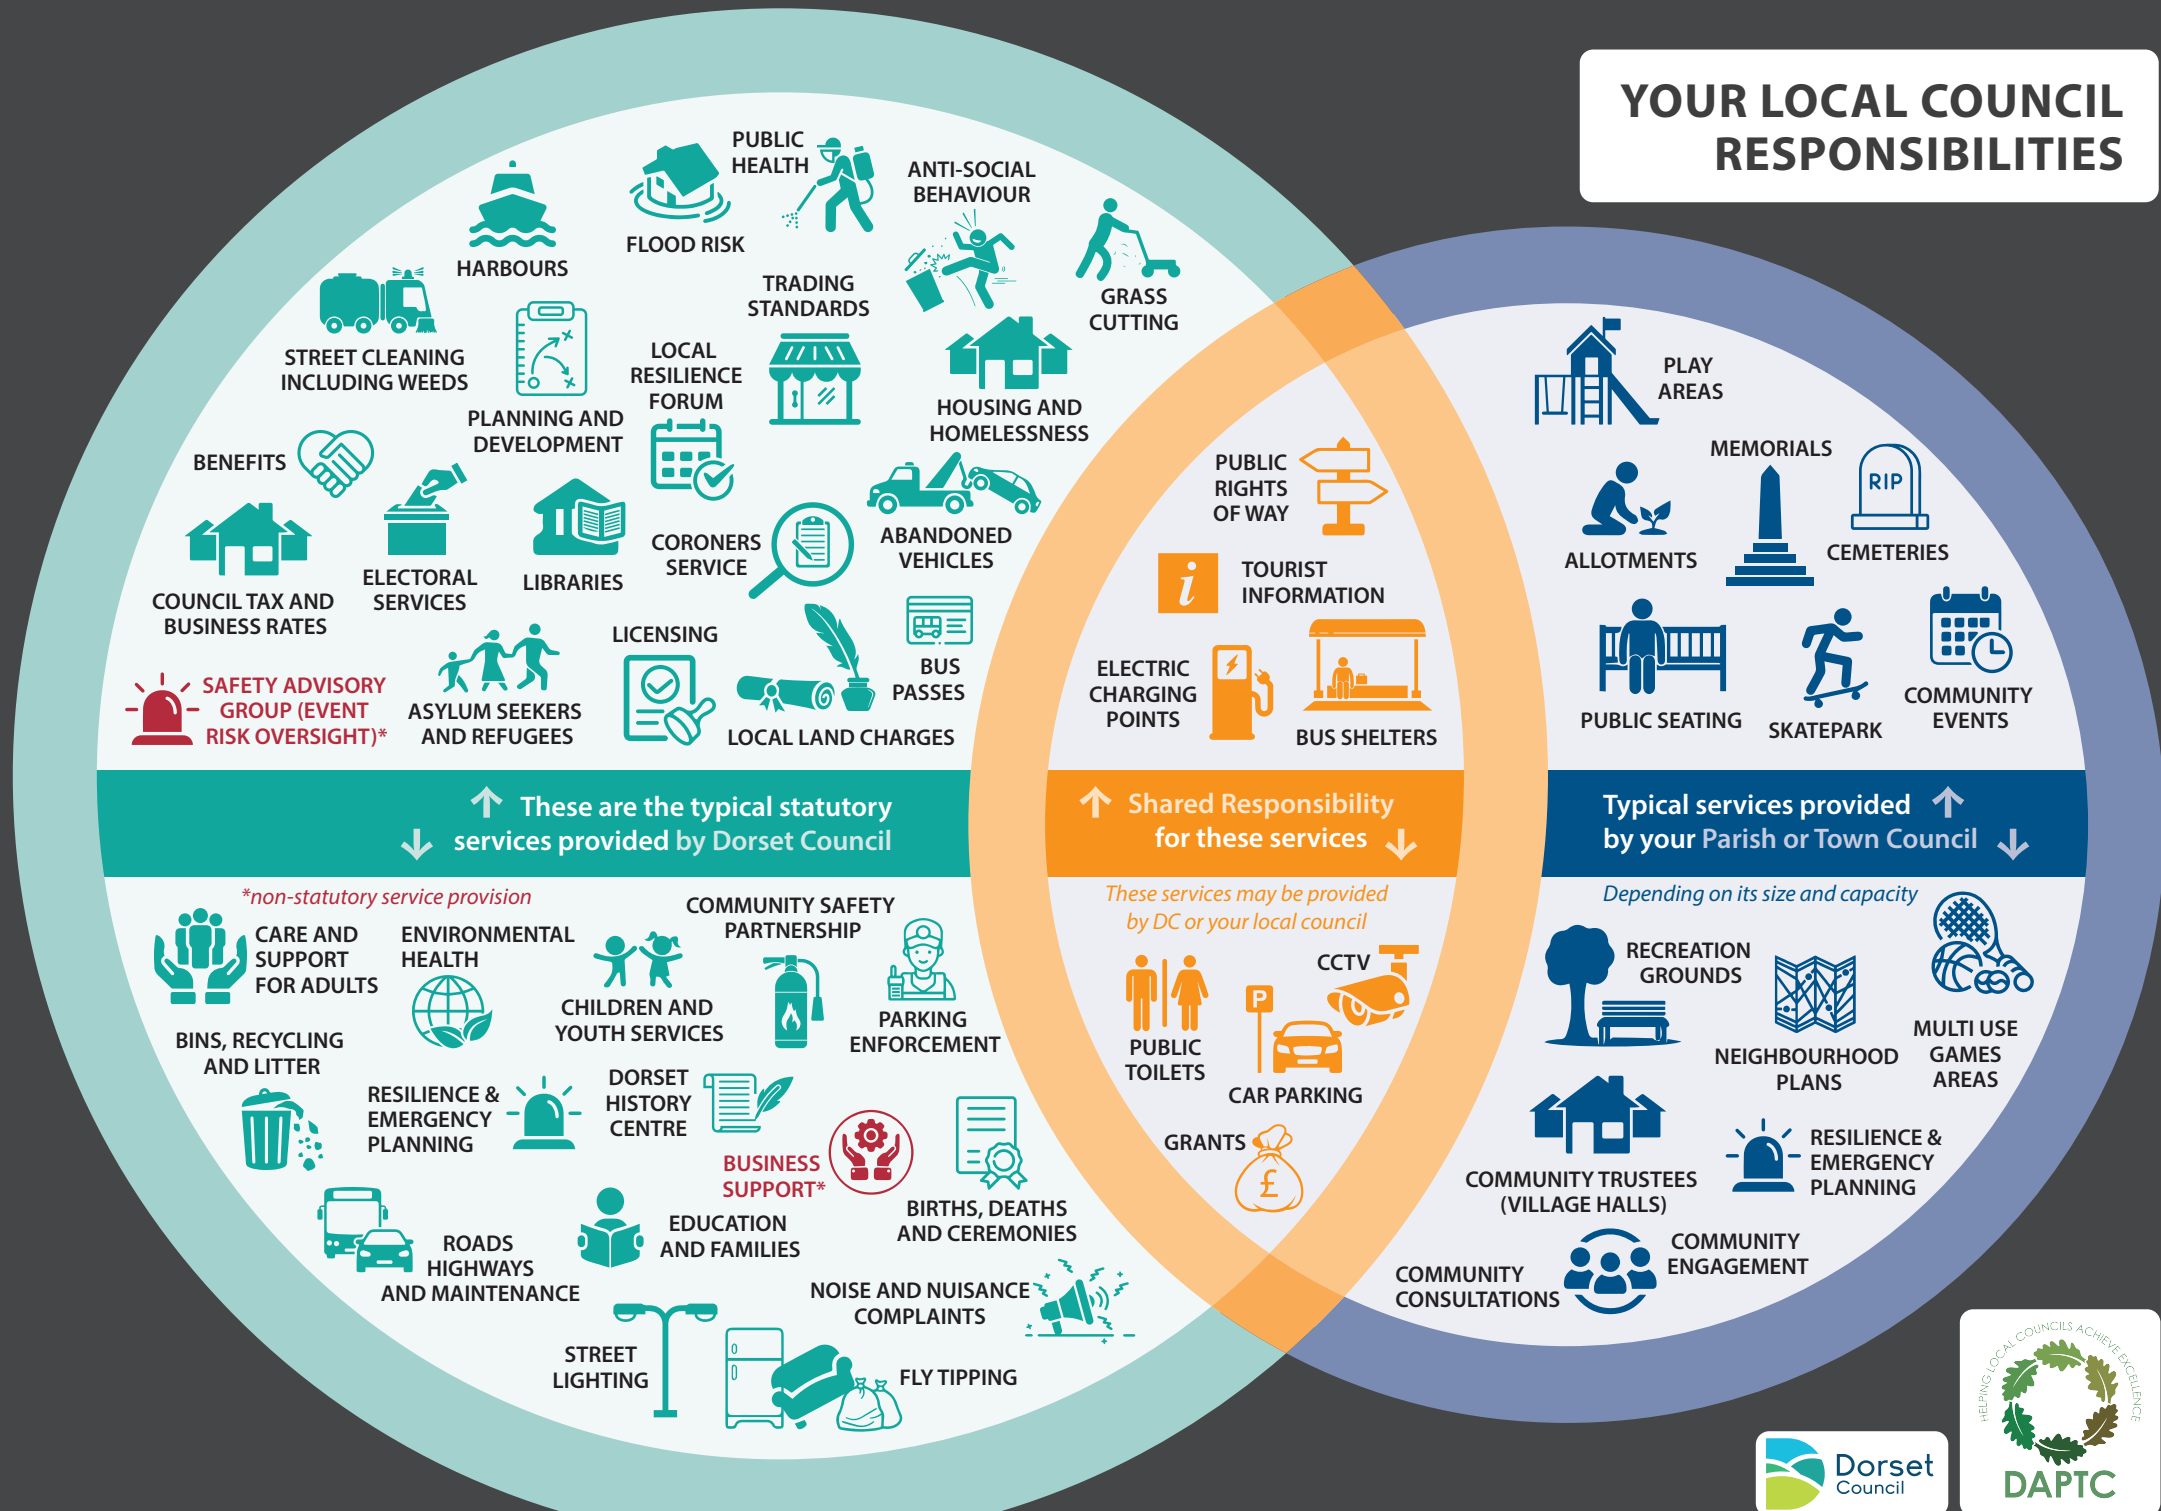 YOUR LOCAL COUNCIL
RESPONSIBILITIES
PUBLIC
HEALTH
ANTI-SOCIAL
BEHAVIOUR
FLOOD RISK
HARBOURS
GRASS
CUTTING
TRADING
STANDARDS
STREET CLEANING
INCLUDING WEEDS
LOCAL
RESILIENCE
FORUM
PLANNING AND
DEVELOPMENT
HOUSING AND
HOMELESSNESS
BENEFITS
COUNCIL TAX AND
BUSINESS RATES
ELECTORAL
SERVICES
LIBRARIES
CORONERS
SERVICE
ABANDONED
VEHICLES
LICENSING
BUS
PASSES
SAFETY ADVISORY
GROUP (EVENT
RISK OVERSIGHT)*
ASYLUM SEEKERS
AND REFUGEES
LOCAL LAND CHARGES
These are the typical statutory
services provided by Dorset Council
*non-statutory service provision
CARE AND
SUPPORT
FOR ADULTS
ENVIRONMENTAL
HEALTH
COMMUNITY SAFETY
PARTNERSHIP
CHILDREN AND
YOUTH SERVICES
PARKING
ENFORCEMENT
BINS, RECYCLING
AND LITTER
RESILIENCE &
EMERGENCY
PLANNING
DORSET
HISTORY
CENTRE
BUSINESS
SUPPORT*
BIRTHS, DEATHS
AND CEREMONIES
ROADS
HIGHWAYS
AND MAINTENANCE
EDUCATION
AND FAMILIES
NOISE AND NUISANCE
COMPLAINTS
STREET
LIGHTING
FLY TIPPING
PUBLIC
RIGHTS
OF WAY
i
TOURIST
INFORMATION
ELECTRIC
CHARGING
POINTS
BUS SHELTERS
Shared Responsibility
for these services
These services may be provided
by DC or your local council
PUBLIC
TOILETS
CCTV
P
CAR PARKING
GRANTS
£
PLAY
AREAS
MEMORIALS
RIP
ALLOTMENTS
CEMETERIES
PUBLIC SEATING
SKATEPARK
COMMUNITY
EVENTS
Typical services provided
by your Parish or Town Council
Depending on its size and capacity
RECREATION
GROUNDS
NEIGHBOURHOOD
PLANS
MULTI USE
GAMES
AREAS
COMMUNITY TRUSTEES
(VILLAGE HALLS)
RESILIENCE &
EMERGENCY
PLANNING
COMMUNITY
ENGAGEMENT
COMMUNITY
CONSULTATIONS
Dorset
Council
HELPING LOCAL COUNCILS ACHIEVE EXCELLENCE
DAPTC